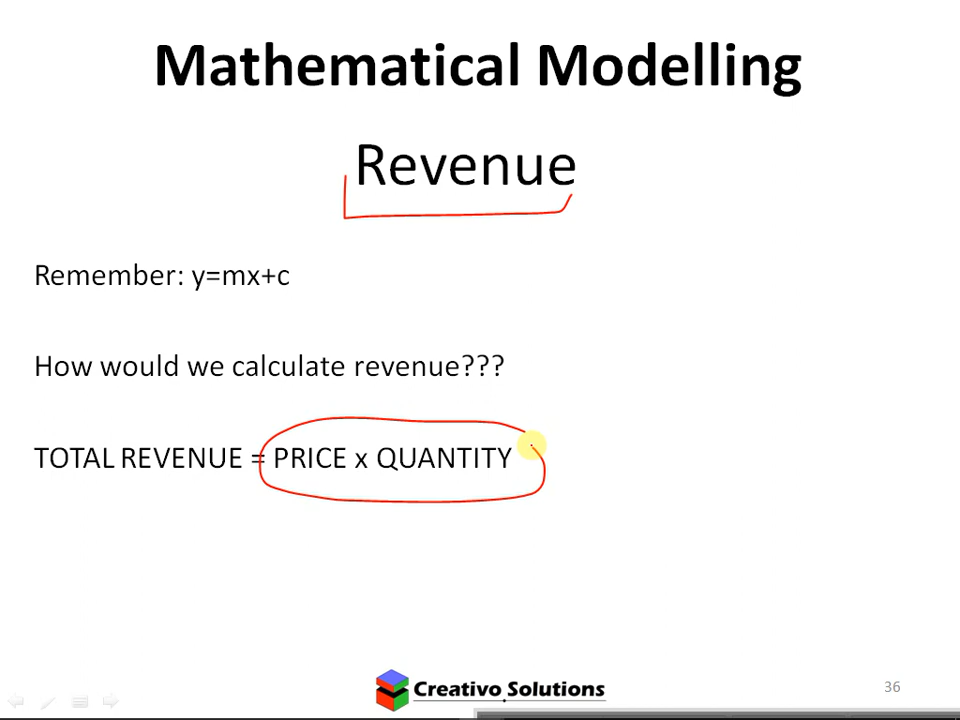 Mathematical Modelling
Revenue
Remember: y=mx+c
How would we calculate revenue???
TOTAL REVENUE = PRICE x QUANTITY
Creativo Solutions
36